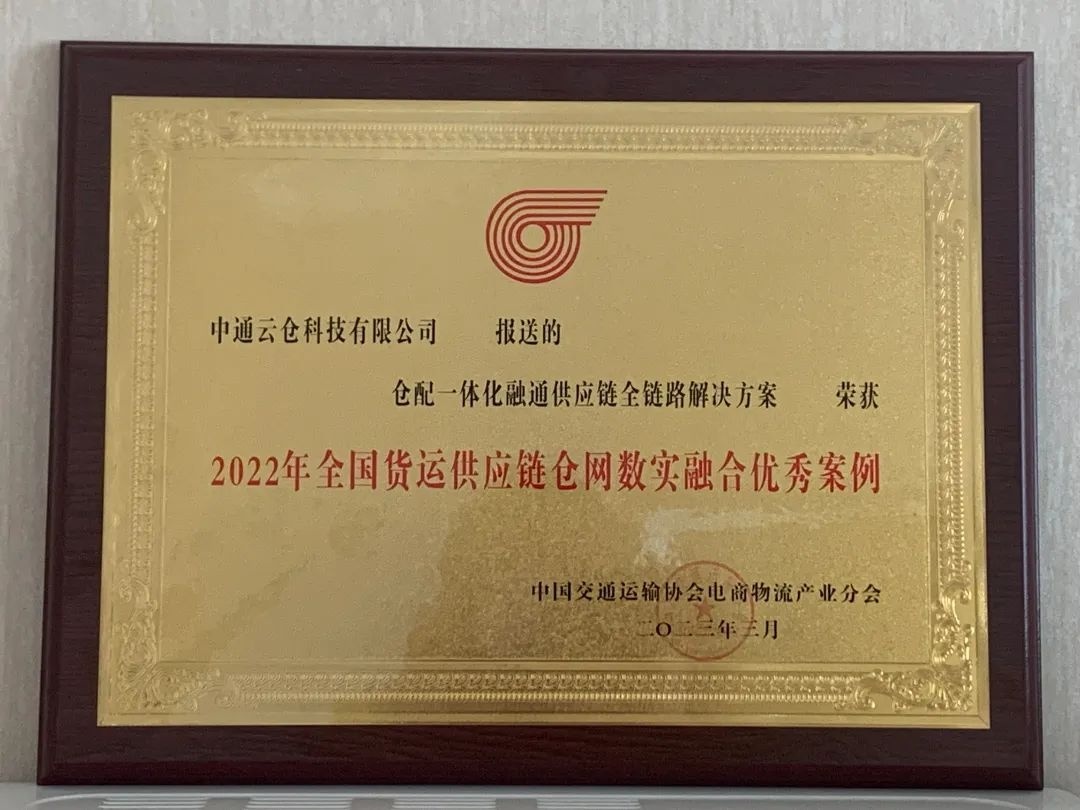 中通云仓科技有限公司 报送的
仓配一体化融通供应链全链路解决方案 荣获
2022年全国货运供应链仓网数实融合优秀案例
中国交通运输协会电商物流产业分会
二〇二三年三月